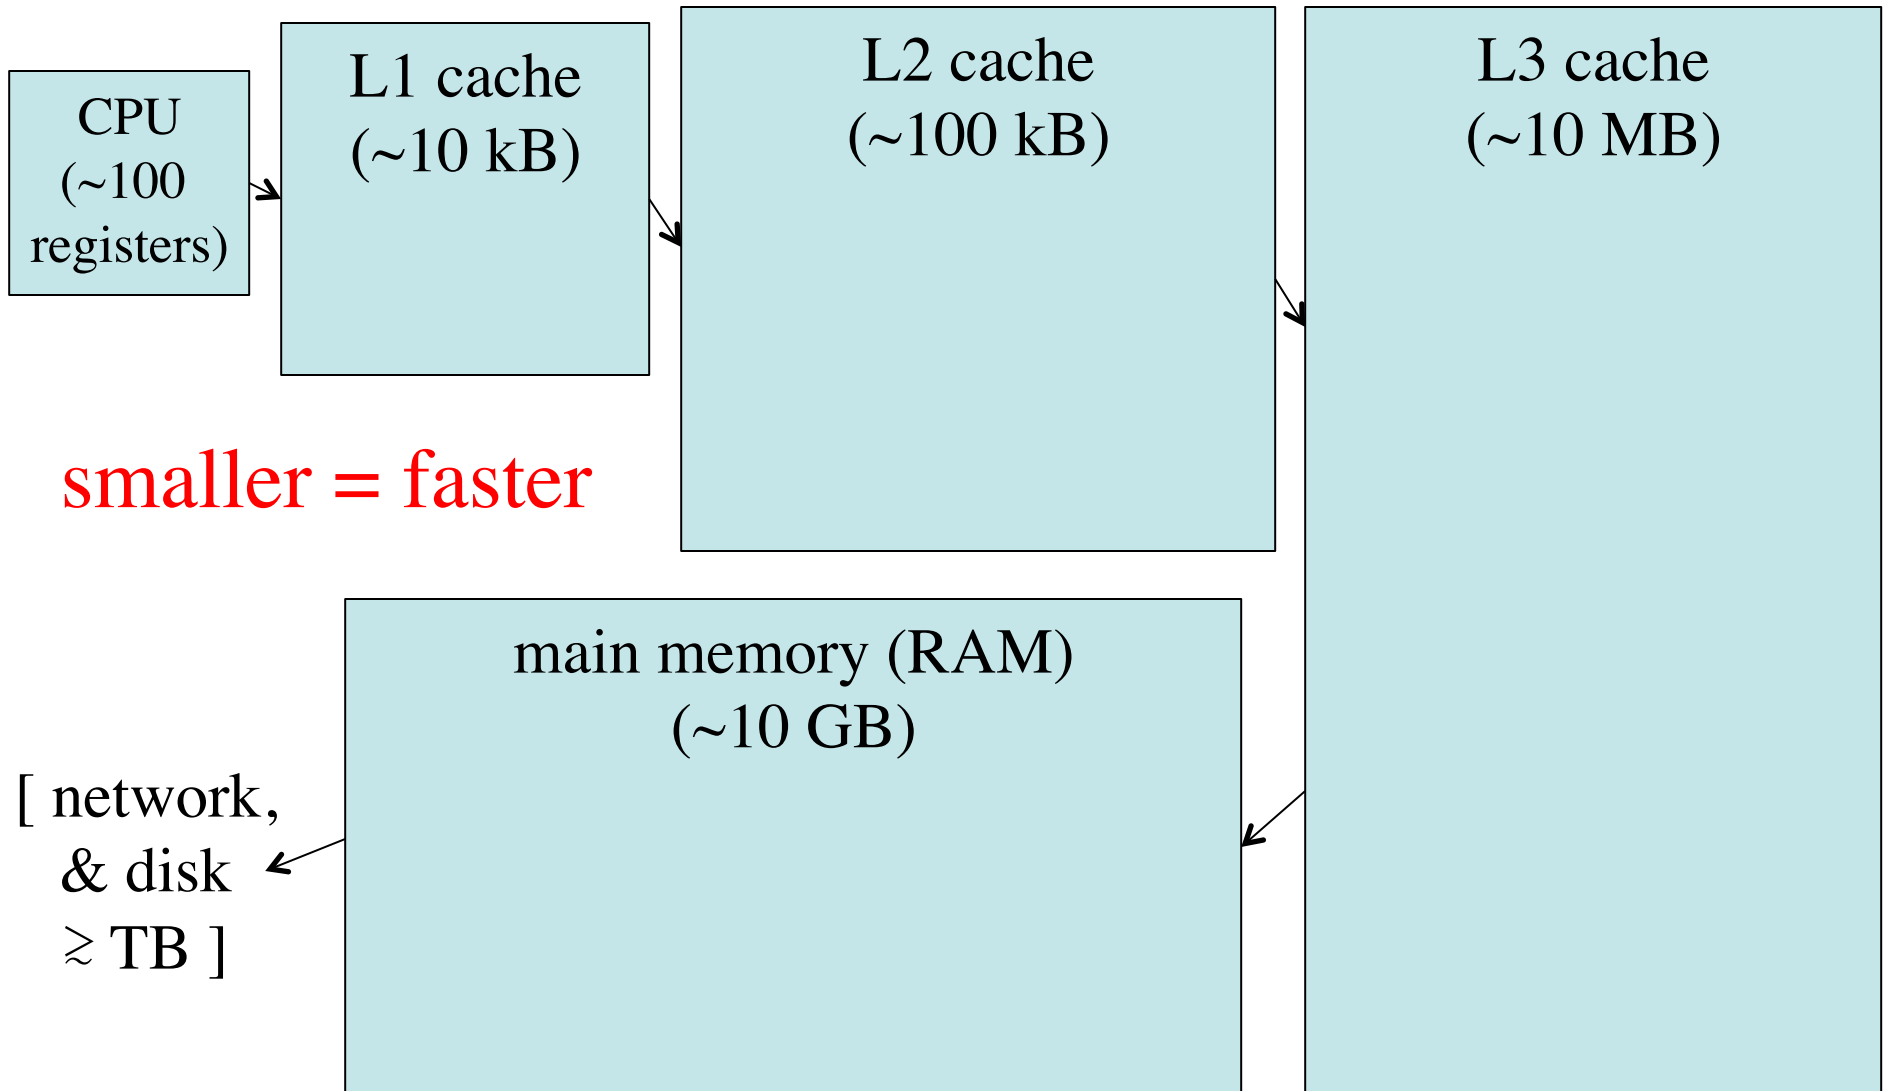 CPU
(~100
registers)
L1 cache
(~10 kB)
L2 cache
(~100 kB)
L3 cache
(~10 MB)
smaller = faster
main memory (RAM)
(~10 GB)
[ network,
& disk
≳ TB ]